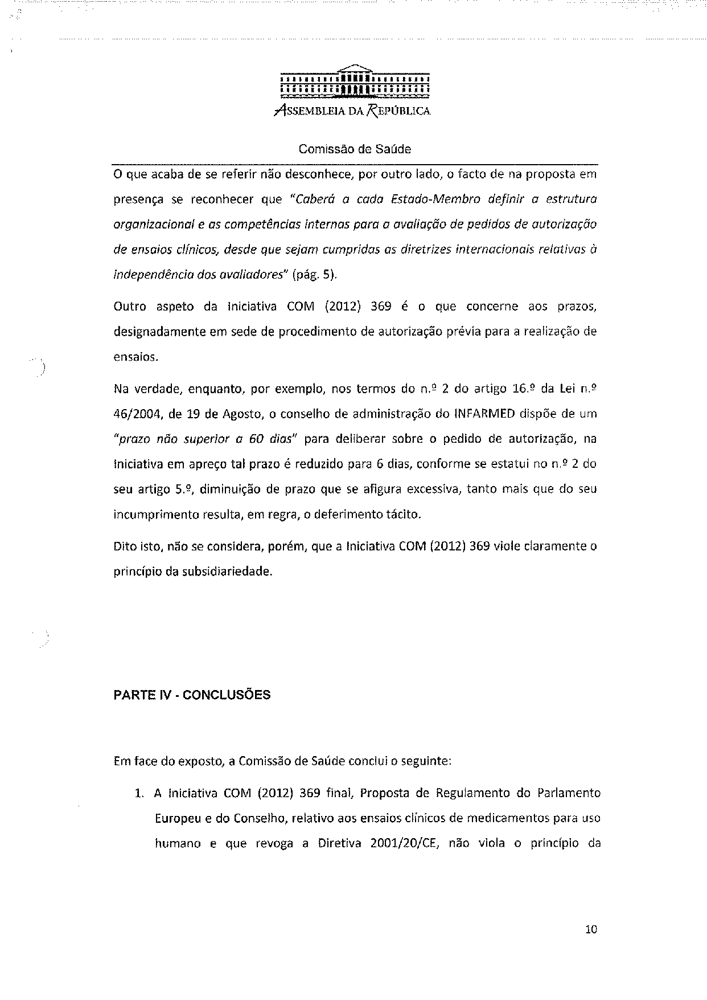 ASSEMBLEIA DA REPÚBLICA
Comissão de Saúde
O que acaba de se referir não desconhece, por outro lado, o facto de na proposta em
presença se reconhecer que "Caberá a cada Estado-Membro definir a estrutura
organizacional e as competências internas para a avaliação de pedidos de autorização
de ensaios clínicos, desde que sejam cumpridas as diretrizes internacionais relativas à
independência dos avaliadores" (pág. 5).
Outro aspeto da Iniciativa COM (2012) 369 é o que concerne aos prazos,
designadamente em sede de procedimento de autorização prévia para a realização de
ensaios.
Na verdade, enquanto, por exemplo, nos termos do n.º 2 do artigo 16.º da Lei n.º
46/2004, de 19 de Agosto, o conselho de administração do INFARMED dispõe de um
"prazo não superior a 60 dias" para deliberar sobre o pedido de autorização, na
Iniciativa em apreço tal prazo é reduzido para 6 dias, conforme se estatui no n.º 2 do
seu artigo 5.º, diminuição de prazo que se afigura excessiva, tanto mais que do seu
incumprimento resulta, em regra, o deferimento tácito.
Dito isto, não se considera, porém, que a Iniciativa COM (2012) 369 viole claramente o
princípio da subsidiariedade.
PARTE IV - CONCLUSÕES
Em face do exposto, a Comissão de Saúde conclui o seguinte:
1. A Iniciativa COM (2012) 369 final, Proposta de Regulamento do Parlamento
Europeu e do Conselho, relativo aos ensaios clínicos de medicamentos para uso
humano e que revoga a Diretiva 2001/20/CE, não viola o princípio da
10